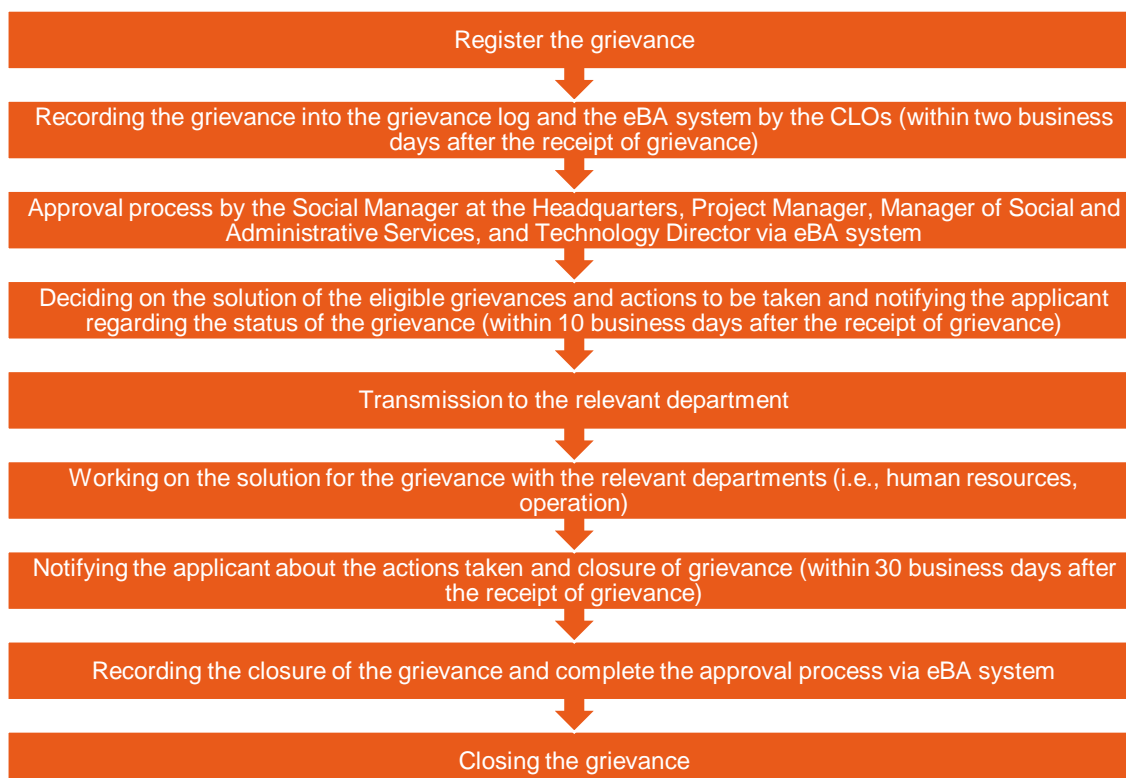 Register the grievance
Recording the grievance into the grievance log and the eBA system by the CLOs (within two business
days after the receipt of grievance)
Approval process by the Social Manager at the Headquarters, Project Manager, Manager of Social and
Administrative Services, and Technology Director via eBA system
Deciding on the solution of the eligible grievances and actions to be taken and notifying the applicant
regarding the status of the grievance (within 10 business days after the receipt of grievance)
Transmission to the relevant department
Working on the solution for the grievance with the relevant departments (i.e., human resources,
operation)
Notifying the applicant about the actions taken and closure of grievance (within 30 business days after
the receipt of grievance)
Recording the closure of the grievance and complete the approval process via eBA system
Closing the grievance